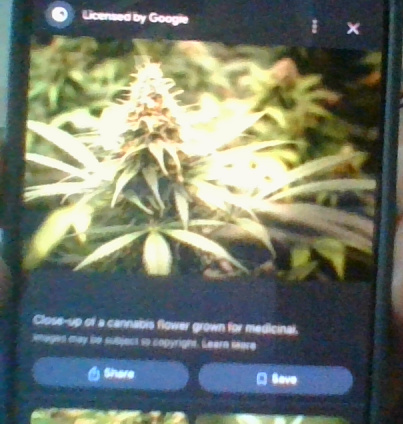 Licensed by Google
Close-up of a cannabis flower grown for medicinal.
Images may be subject to copyright. Learn More
Share
Save